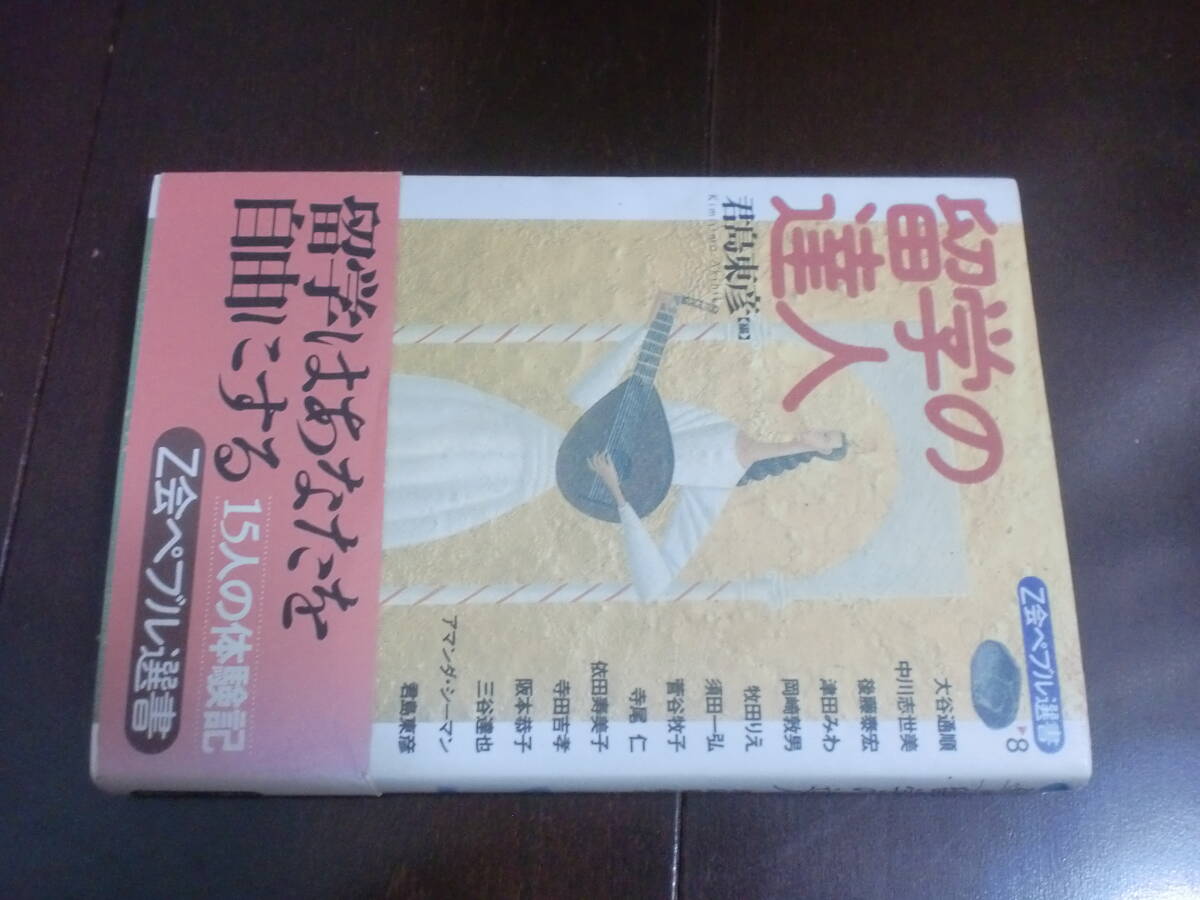 留学の
達人
君島東彦【編】
Z会ペブル選書
8
大谷通順
中川志世美
後藤泰宏
津田みわ
岡崎敦男
牧田りえ
須田一弘
菅谷牧子
寺尾 仁
依田寿美子
寺田吉孝
阪本恭子
三谷達也
アマンダ・シーマン
君島東彦
留学はあなたを
自由にする
15人の体験記
Z会ペブル選書